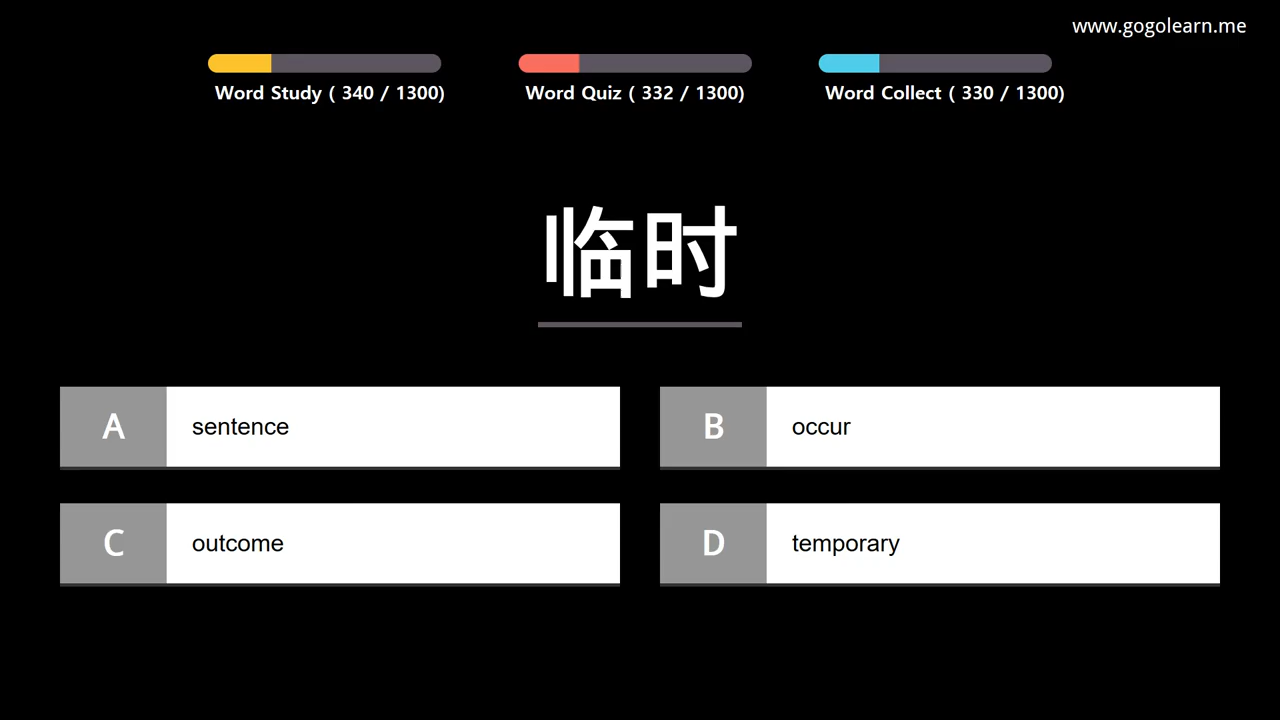 www.gogolearn.me
Word Study ( 340 / 1300)
Word Quiz ( 332 / 1300)
Word Collect ( 330 / 1300)
临时
A sentence
B occur
C outcome
D temporary